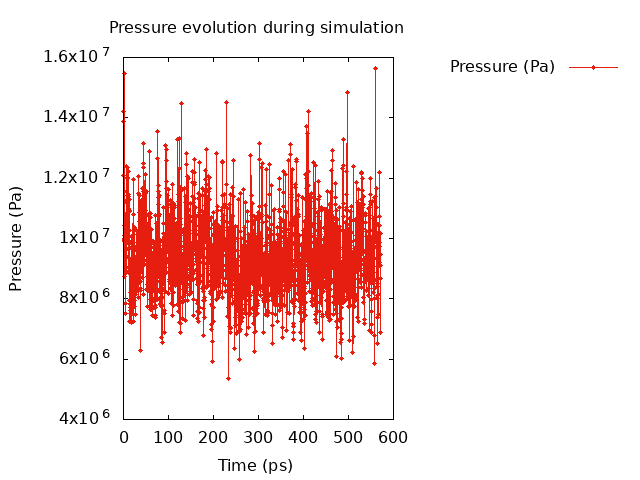 Pressure evolution during simulation
Pressure (Pa)
1.6x10^7
1.4x10^7
1.2x10^7
1x10^7
8x10^6
6x10^6
4x10^6
Pressure (Pa)
0 100 200 300 400 500 600
Time (ps)